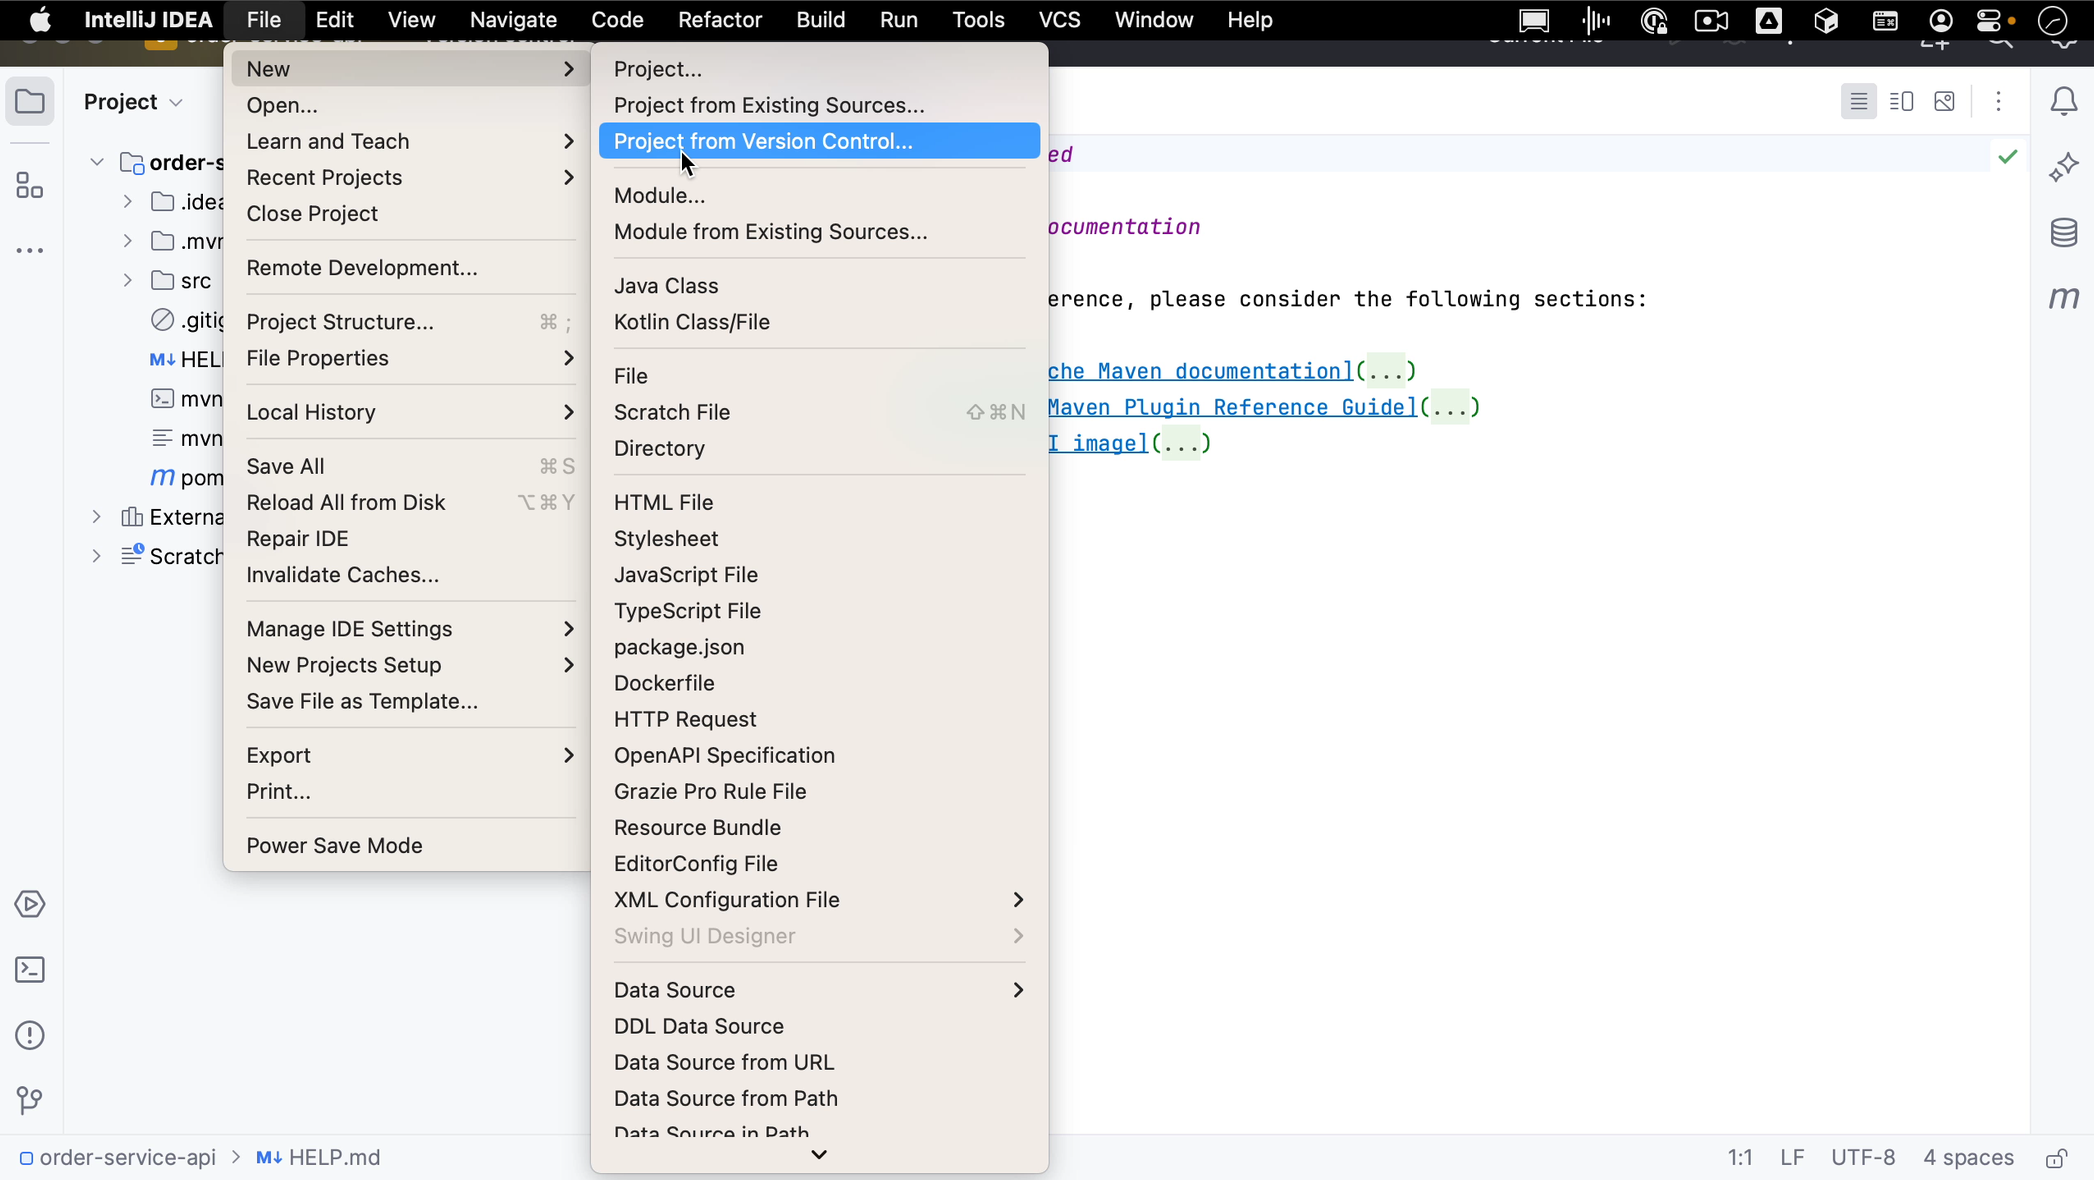 IntelliJ IDEA File Edit View Navigate Code Refactor Build Run Tools VCS Window Help
Project
order-s
.idea
.mvn
src
.gitig
M↓ HEL
mvn
mvn
m pom
Externa
Scratch
New
Open...
Learn and Teach
Recent Projects
Close Project
Remote Development...
Project Structure... ⌘ ;
File Properties
Local History
Save All ⌘ S
Reload All from Disk ⌥ ⌘ Y
Repair IDE
Invalidate Caches...
Manage IDE Settings
New Projects Setup
Save File as Template...
Export
Print...
Power Save Mode
Project...
Project from Existing Sources...
Project from Version Control...
Module...
Module from Existing Sources...
Java Class
Kotlin Class/File
File
Scratch File ⇧ ⌘ N
Directory
HTML File
Stylesheet
JavaScript File
TypeScript File
package.json
Dockerfile
HTTP Request
OpenAPI Specification
Grazie Pro Rule File
Resource Bundle
EditorConfig File
XML Configuration File
Swing UI Designer
Data Source
DDL Data Source
Data Source from URL
Data Source from Path
Data Source in Path
ed
ocumentation
erence, please consider the following sections:
che Maven documentation](...)
Maven Plugin Reference Guide](...)
I image](...)
m
order-service-api > M↓ HELP.md
1:1 LF UTF-8 4 spaces